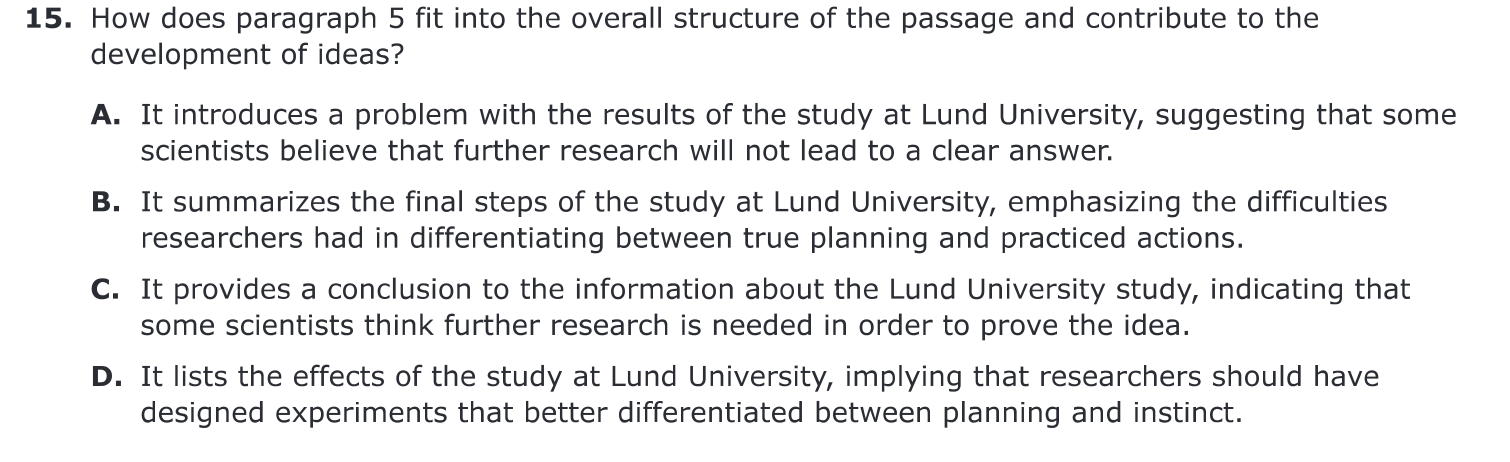 15. How does paragraph 5 fit into the overall structure of the passage and contribute to the
development of ideas?
A. It introduces a problem with the results of the study at Lund University, suggesting that some
scientists believe that further research will not lead to a clear answer.
B. It summarizes the final steps of the study at Lund University, emphasizing the difficulties
researchers had in differentiating between true planning and practiced actions.
C. It provides a conclusion to the information about the Lund University study, indicating that
some scientists think further research is needed in order to prove the idea.
D. It lists the effects of the study at Lund University, implying that researchers should have
designed experiments that better differentiated between planning and instinct.